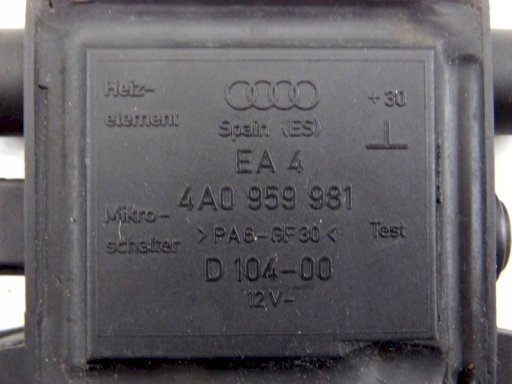 Heiz-
element
Spain (ES)
EA 4
4A0 959 981
+30
Mikro-
schalter
>PA6-GF30<
Test
D 104-00
12V-